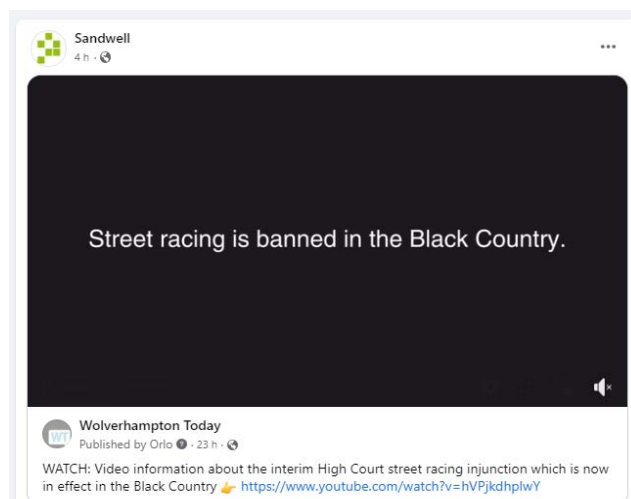 Sandwell
4 h ·
Street racing is banned in the Black Country.
WT
Wolverhampton Today
Published by Orlo · 23 h ·
WATCH: Video information about the interim High Court street racing injunction which is now
in effect in the Black Country 👉 https://www.youtube.com/watch?v=hVPjkdhplwY